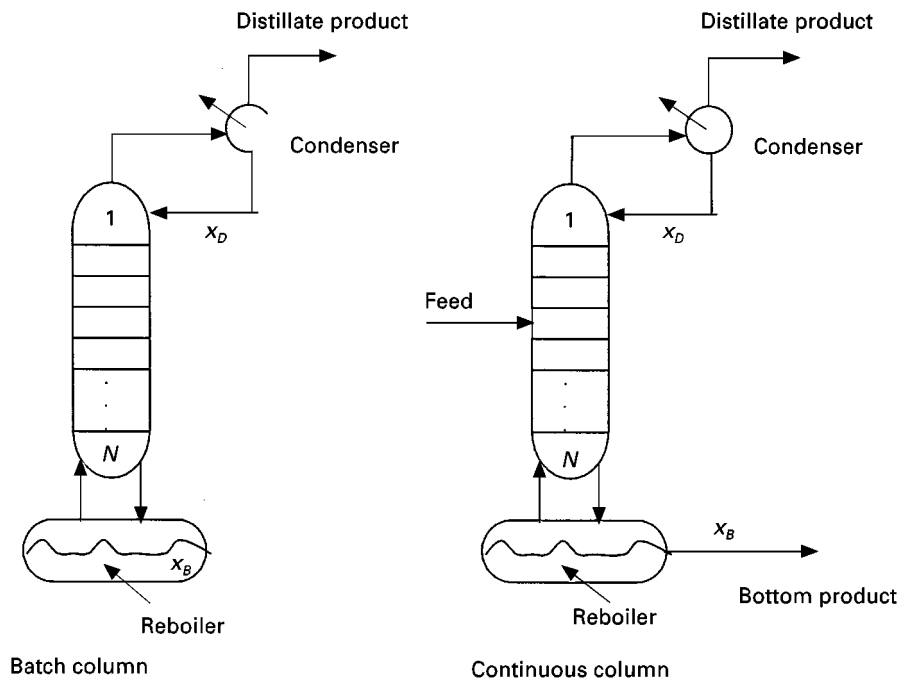 Distillate product
Condenser
1
x_D
N
x_B
Reboiler
Batch column
Distillate product
Condenser
1
x_D
Feed
N
x_B
Bottom product
Reboiler
Continuous column